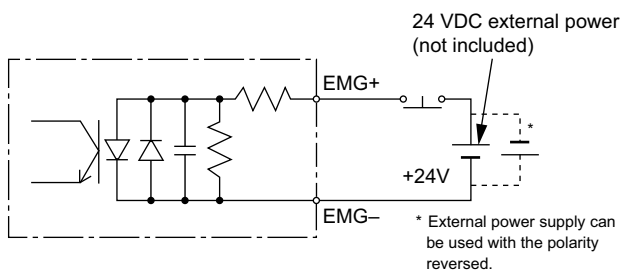 24 VDC external power
(not included)
EMG+
*
+24V
EMG–
* External power supply can
be used with the polarity
reversed.